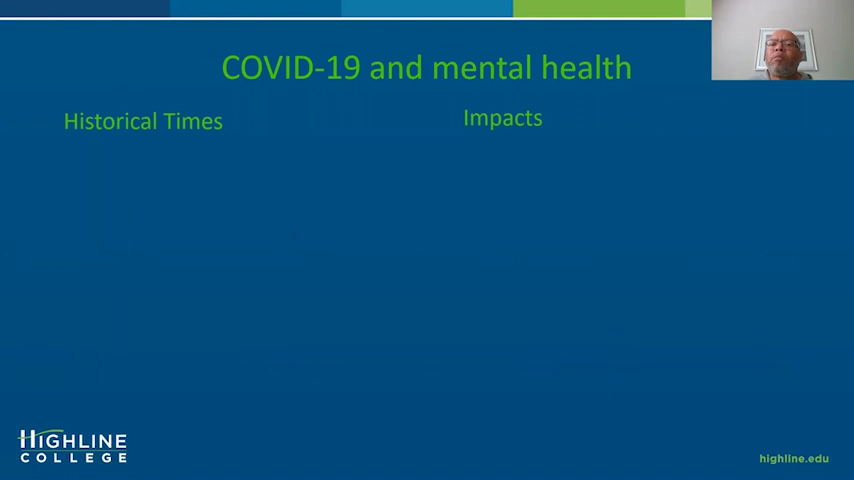 COVID-19 and mental health
Historical Times
Impacts
HIGHLINE
COLLEGE
highline.edu